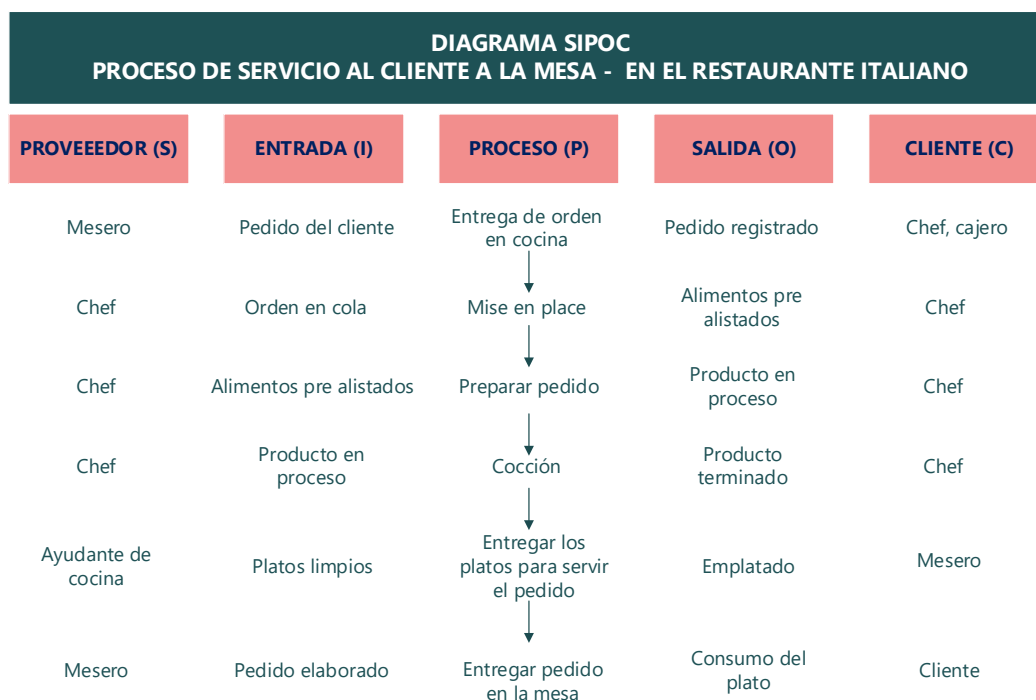 DIAGRAMA SIPOC
PROCESO DE SERVICIO AL CLIENTE A LA MESA - EN EL RESTAURANTE ITALIANO
PROVEEEDOR (S)
ENTRADA (I)
PROCESO (P)
SALIDA (O)
CLIENTE (C)
Mesero
Pedido del cliente
Entrega de orden
en cocina
Pedido registrado
Chef, cajero
Chef
Orden en cola
Mise en place
Alimentos pre
alistados
Chef
Chef
Alimentos pre alistados
Preparar pedido
Producto en
proceso
Chef
Chef
Producto en
proceso
Cocción
Producto
terminado
Chef
Ayudante de
cocina
Platos limpios
Entregar los
platos para servir
el pedido
Emplatado
Mesero
Mesero
Pedido elaborado
Entregar pedido
en la mesa
Consumo del
plato
Cliente